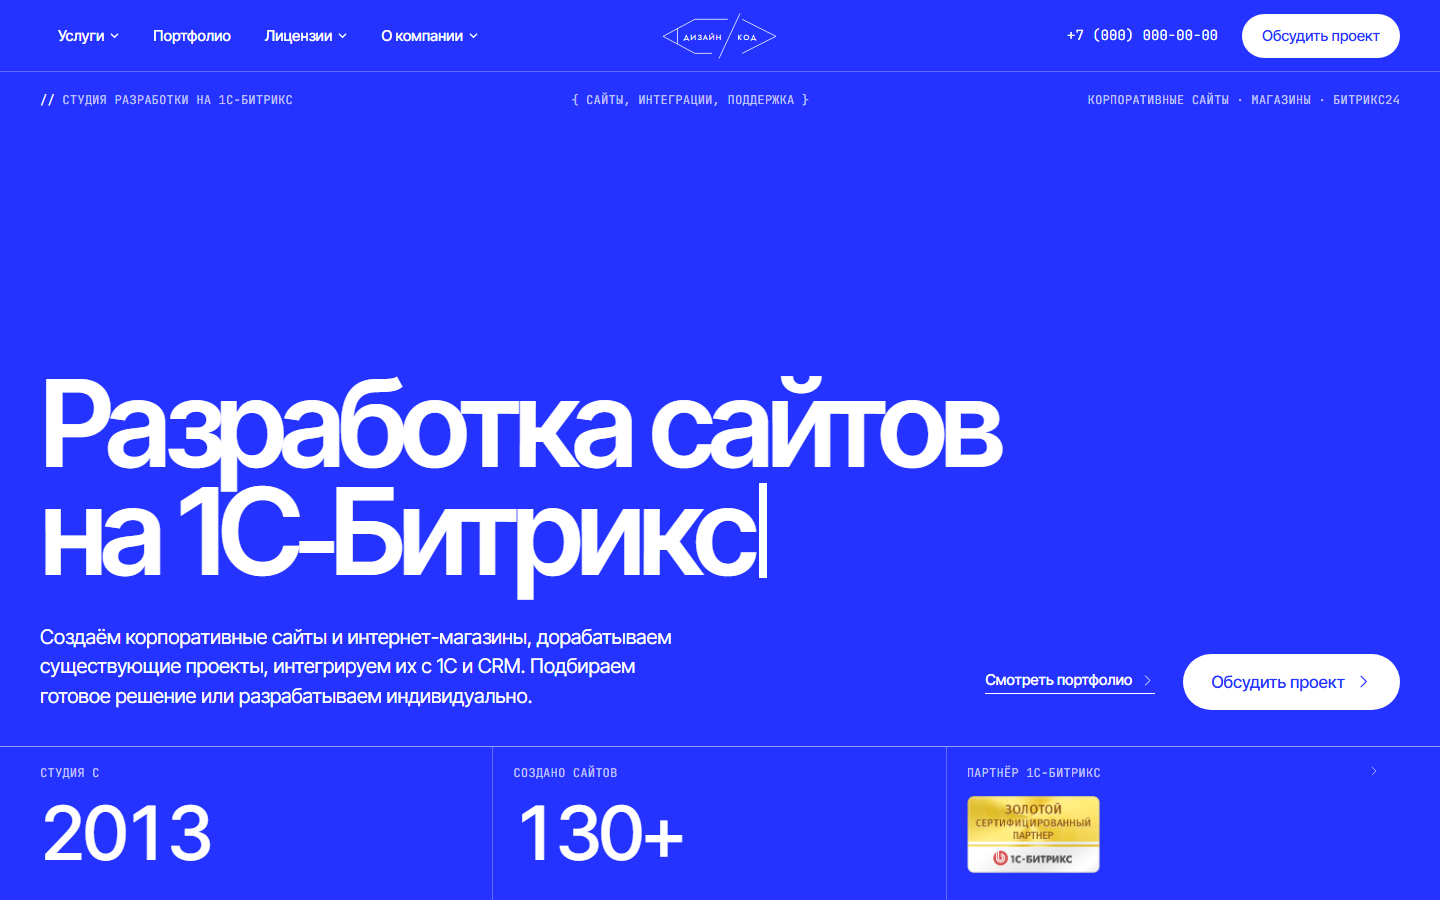 Услуги
Портфолио
Лицензии
О компании
ДИЗАЙН КОД
+7 (000) 000-00-00
Обсудить проект
// СТУДИЯ РАЗРАБОТКИ НА 1С-БИТРИКС
{ САЙТЫ, ИНТЕГРАЦИИ, ПОДДЕРЖКА }
КОРПОРАТИВНЫЕ САЙТЫ · МАГАЗИНЫ · БИТРИКС24
Разработка сайтов
на 1С-Битрикс
Создаём корпоративные сайты и интернет-магазины, дорабатываем
существующие проекты, интегрируем их с 1С и CRM. Подбираем
готовое решение или разрабатываем индивидуально.
Смотреть портфолио
Обсудить проект
СТУДИЯ С
2013
СОЗДАНО САЙТОВ
130+
ПАРТНЁР 1С-БИТРИКС
ЗОЛОТОЙ
СЕРТИФИЦИРОВАННЫЙ
ПАРТНЕР
1С-БИТРИКС